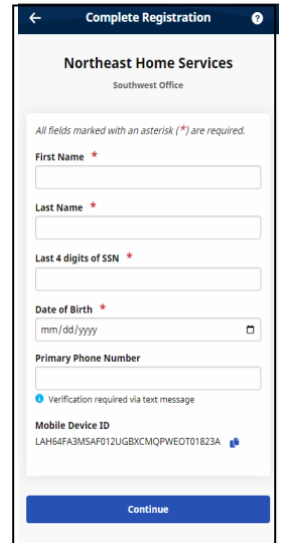 Complete Registration
Northeast Home Services
Southwest Office
All fields marked with an asterisk (*) are required.
First Name *
Last Name *
Last 4 digits of SSN *
Date of Birth *
mm/dd/yyyy
Primary Phone Number
Verification required via text message
Mobile Device ID
LAH64FA3MSAF012UGBXCMQPWEOT01823A
Continue